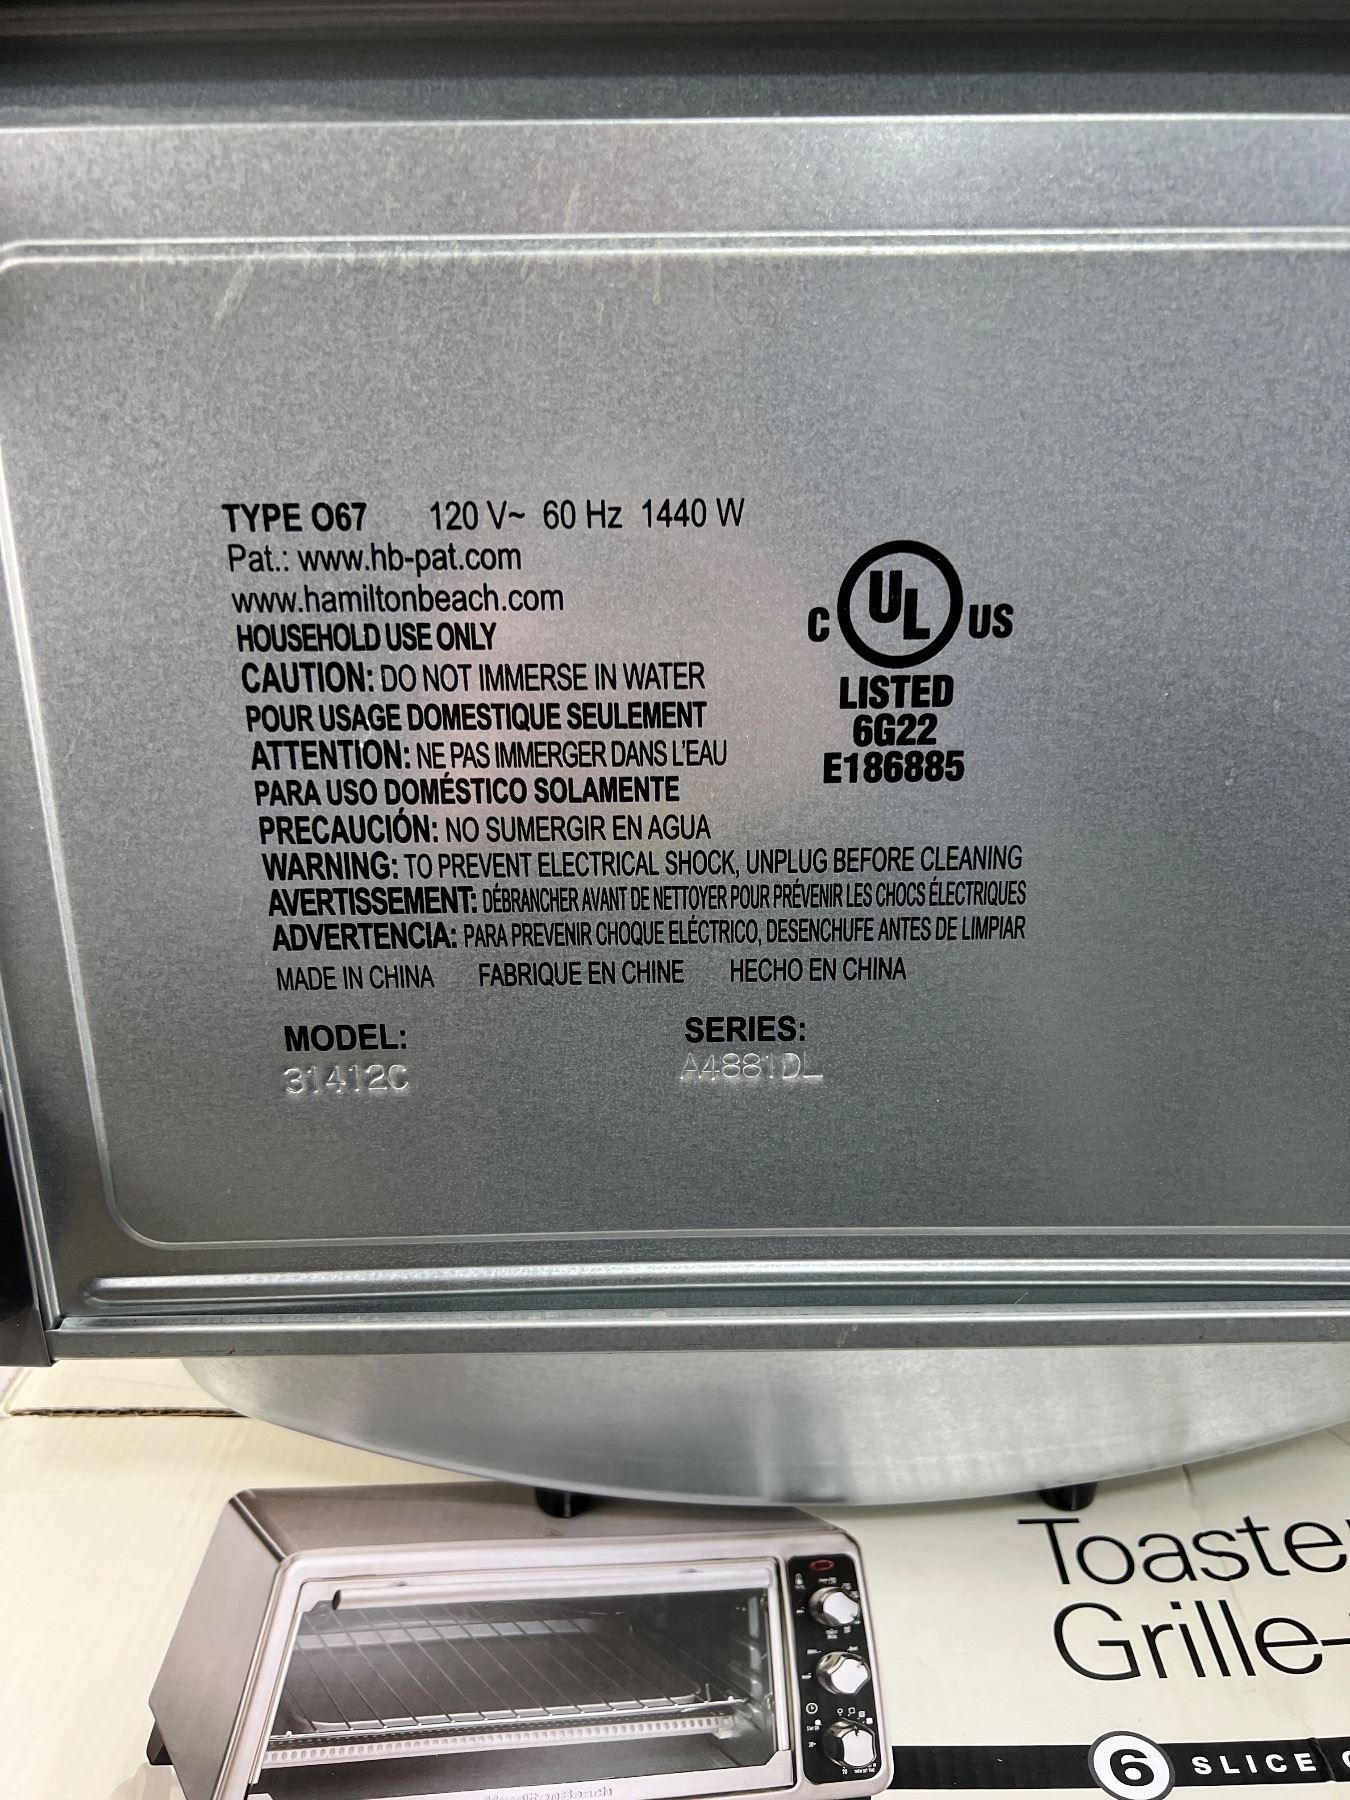 TYPE O67 120 V~ 60 Hz 1440 W
Pat.: www.hb-pat.com
www.hamiltonbeach.com
HOUSEHOLD USE ONLY
CAUTION: DO NOT IMMERSE IN WATER
POUR USAGE DOMESTIQUE SEULEMENT
ATTENTION: NE PAS IMMERGER DANS L'EAU
PARA USO DOMÉSTICO SOLAMENTE
PRECAUCIÓN: NO SUMERGIR EN AGUA
WARNING: TO PREVENT ELECTRICAL SHOCK, UNPLUG BEFORE CLEANING
AVERTISSEMENT: DÉBRANCHER AVANT DE NETTOYER POUR PRÉVENIR LES CHOCS ÉLECTRIQUES
ADVERTENCIA: PARA PREVENIR CHOQUE ELÉCTRICO, DESENCHUFE ANTES DE LIMPIAR
MADE IN CHINA FABRIQUE EN CHINE HECHO EN CHINA
MODEL: SERIES:
31412C A4881DL
C UL US
LISTED
6G22
E186885
Toaste
Grille-
6 SLICE
Hamilton Beach